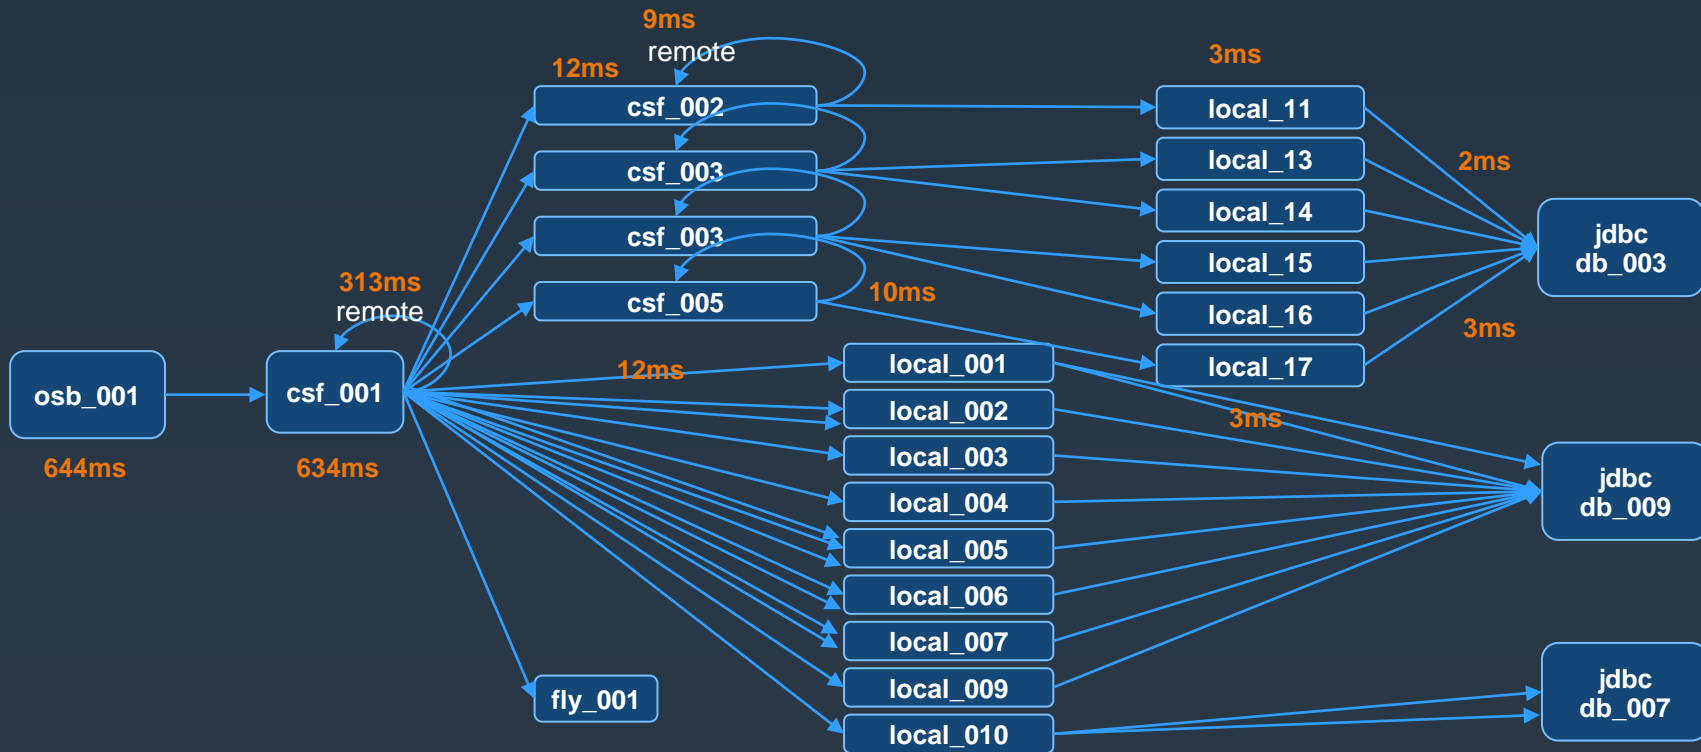 9ms
remote
12ms
3ms
csf_002
local_11
csf_003
local_13
2ms
local_14
csf_003
local_15
jdbc
db_003
313ms
remote
csf_005
10ms
local_16
3ms
local_17
osb_001
csf_001
12ms
local_001
644ms
634ms
local_002
3ms
local_003
local_004
jdbc
db_009
local_005
local_006
local_007
local_009
fly_001
local_010
jdbc
db_007